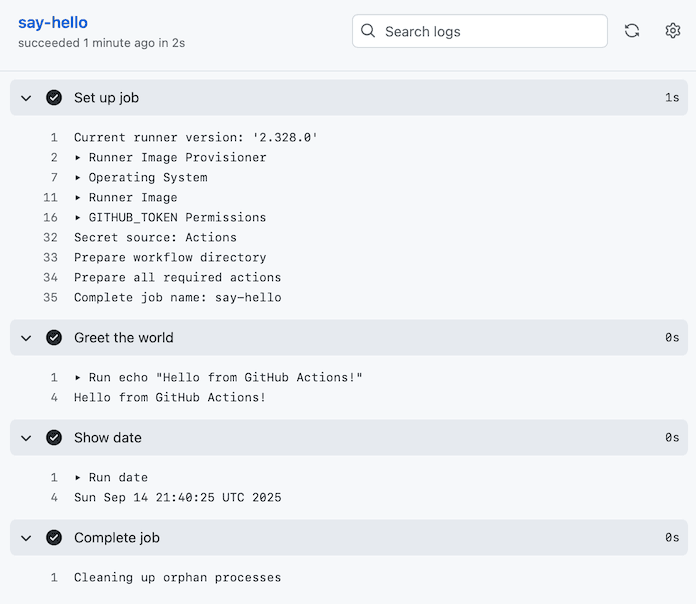 say-hello
succeeded 1 minute ago in 2s
Search logs
Set up job 1s
1 Current runner version: '2.328.0'
2 ▸ Runner Image Provisioner
7 ▸ Operating System
11 ▸ Runner Image
16 ▸ GITHUB_TOKEN Permissions
32 Secret source: Actions
33 Prepare workflow directory
34 Prepare all required actions
35 Complete job name: say-hello
Greet the world 0s
1 ▸ Run echo "Hello from GitHub Actions!"
4 Hello from GitHub Actions!
Show date 0s
1 ▸ Run date
4 Sun Sep 14 21:40:25 UTC 2025
Complete job 0s
1 Cleaning up orphan processes